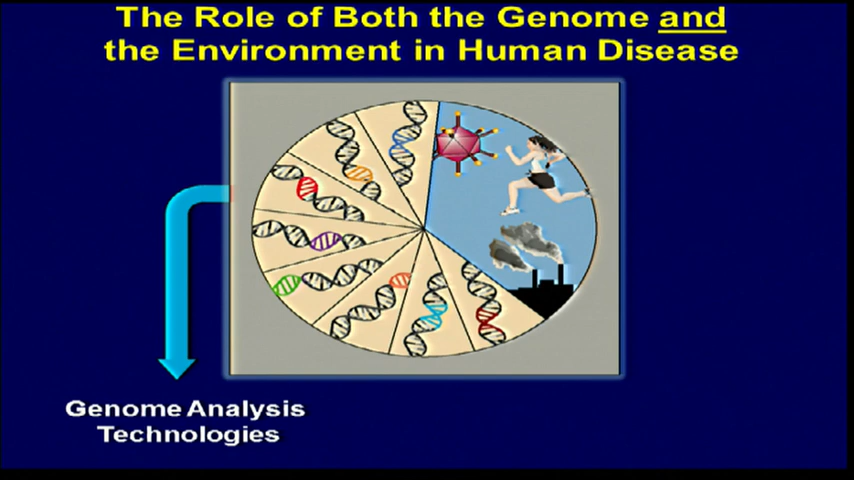 The Role of Both the Genome and
the Environment in Human Disease
Genome Analysis
Technologies